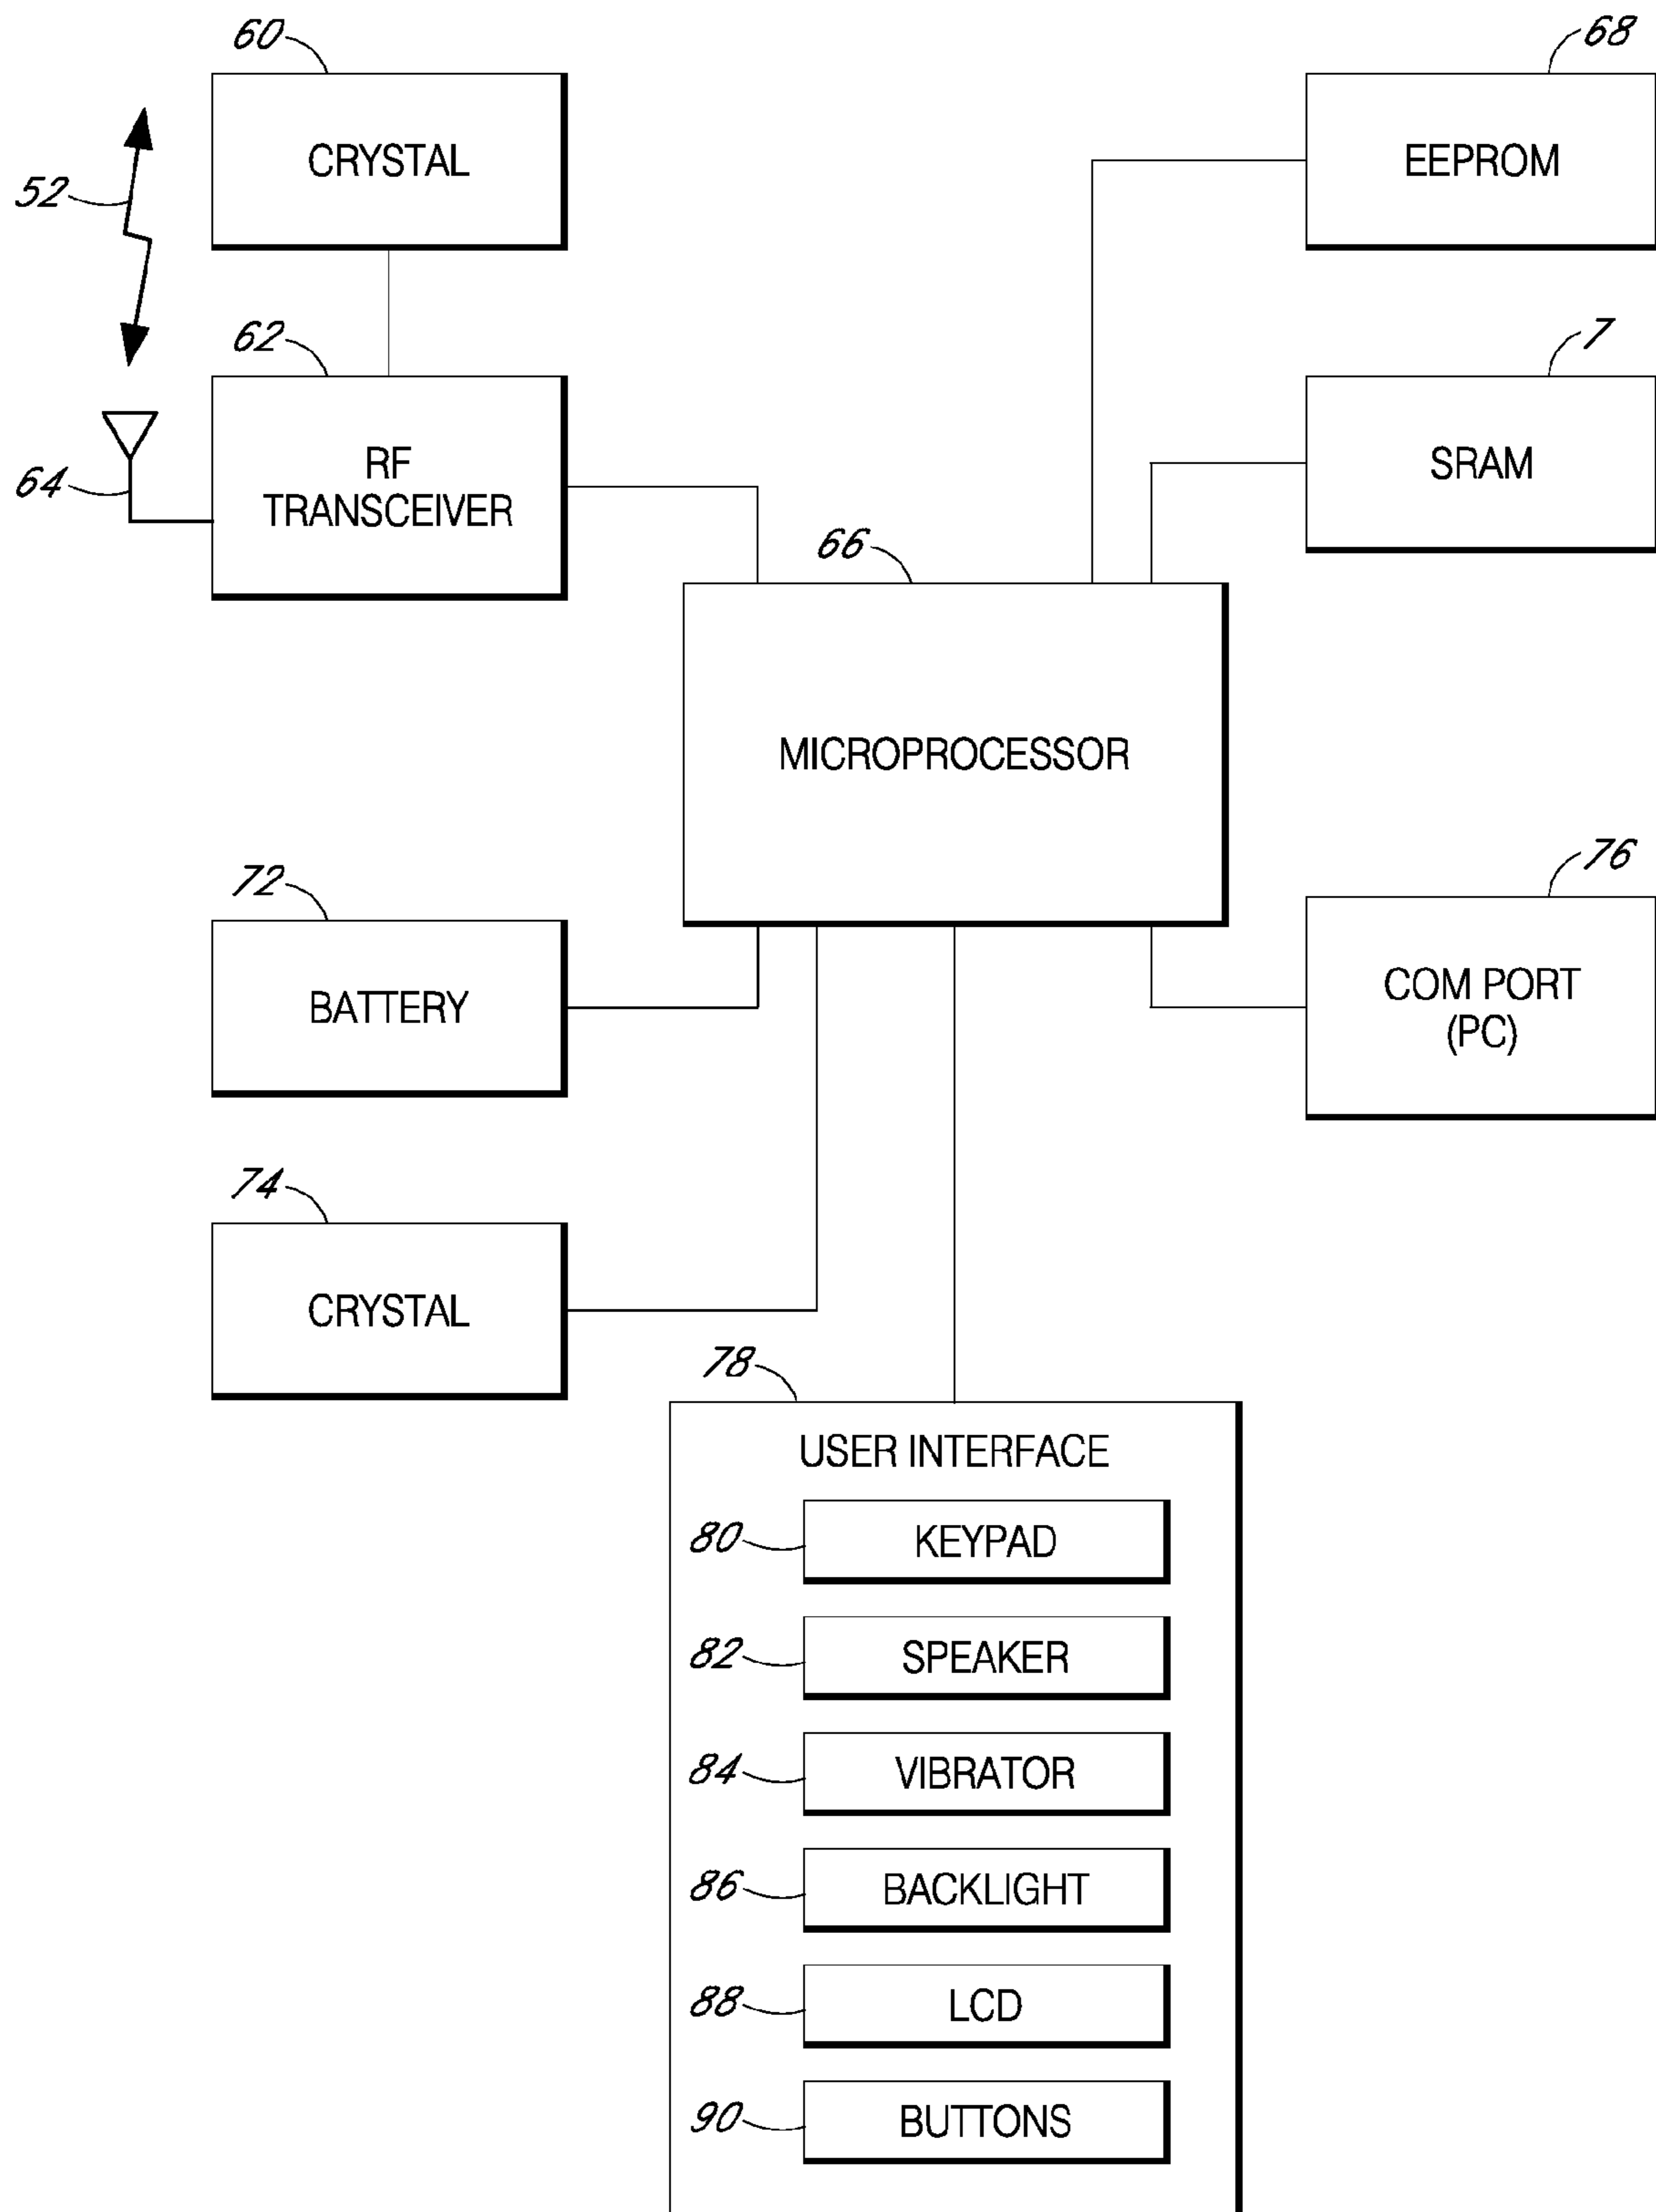 60
CRYSTAL
68
EEPROM
52
62
RF
TRANSCEIVER
64
7
SRAM
66
MICROPROCESSOR
72
BATTERY
76
COM PORT
(PC)
74
CRYSTAL
78
USER INTERFACE
80
KEYPAD
82
SPEAKER
84
VIBRATOR
86
BACKLIGHT
88
LCD
90
BUTTONS